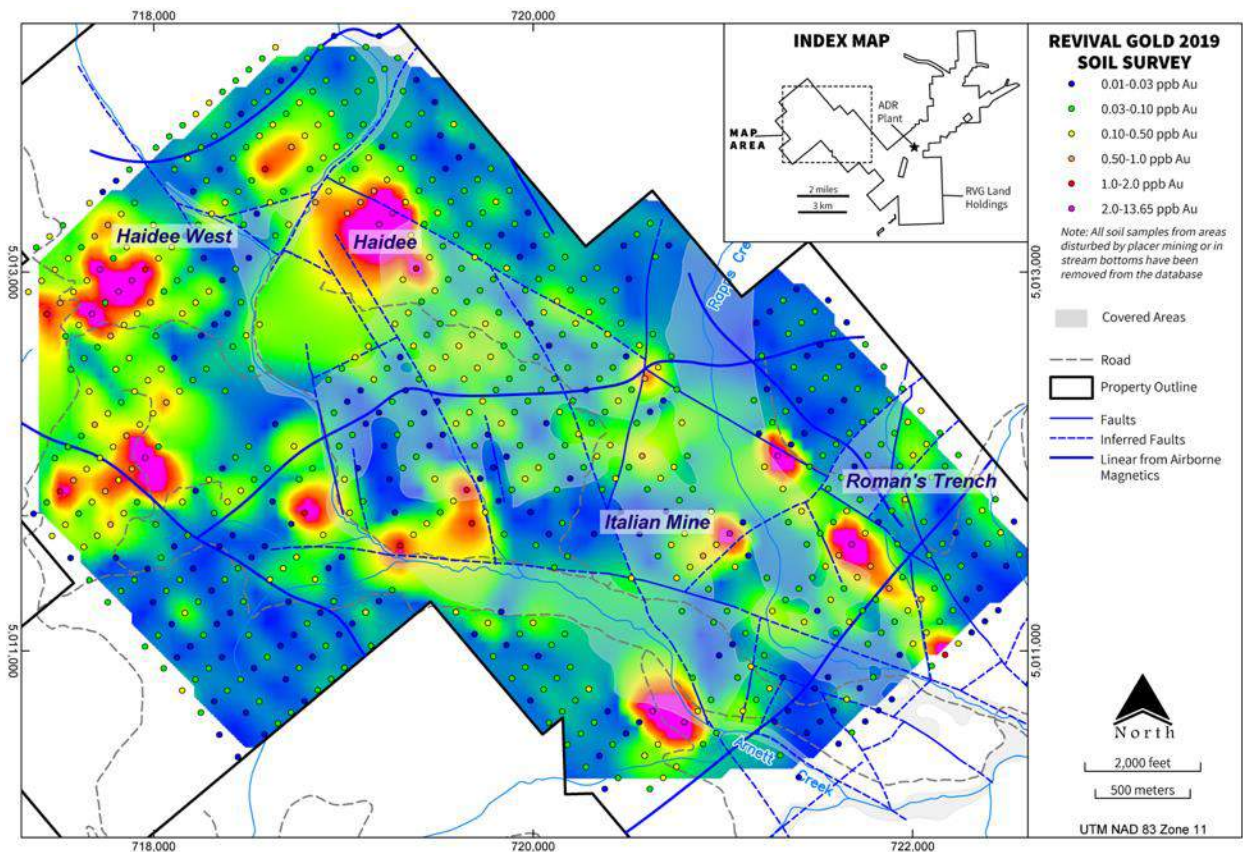 718,000
720,000
INDEX MAP
ADR
Plant
MAP
AREA
2 miles
3 km
RVG Land
Holdings
REVIVAL GOLD 2019
SOIL SURVEY
0.01-0.03 ppb Au
0.03-0.10 ppb Au
0.10-0.50 ppb Au
0.50-1.0 ppb Au
1.0-2.0 ppb Au
2.0-13.65 ppb Au
Note: All soil samples from areas
disturbed by placer mining or in
stream bottoms have been
removed from the database
Covered Areas
Road
Property Outline
Faults
Inferred Faults
Linear from Airborne
Magnetics
North
2,000 feet
500 meters
UTM NAD 83 Zone 11
Haidee West
Haidee
5,013,000
5,013,000
Roman's Trench
Italian Mine
5,011,000
5,011,000
Arnett
Creek
718,000
720,000
722,000